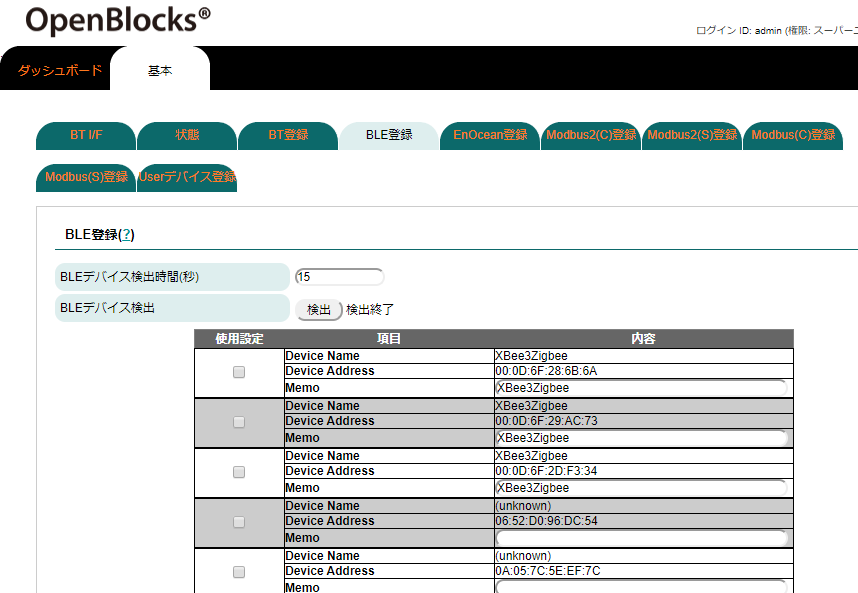 OpenBlocks®
ログイン ID: admin (権限: スーパーユ
ダッシュボード 基本
BT I/F 状態 BT登録 BLE登録 EnOcean登録 Modbus2(C)登録 Modbus2(S)登録 Modbus(C)登録
Modbus(S)登録 Userデバイス登録
BLE登録(?)
BLEデバイス検出時間(秒) 15
BLEデバイス検出 検出 検出終了
使用設定 項目 内容
Device Name XBee3Zigbee
Device Address 00:0D:6F:28:6B:6A
Memo XBee3Zigbee
Device Name XBee3Zigbee
Device Address 00:0D:6F:29:AC:73
Memo XBee3Zigbee
Device Name XBee3Zigbee
Device Address 00:0D:6F:2D:F3:34
Memo XBee3Zigbee
Device Name (unknown)
Device Address 06:52:D0:96:DC:54
Memo
Device Name (unknown)
Device Address 0A:05:7C:5E:EF:7C
Memo